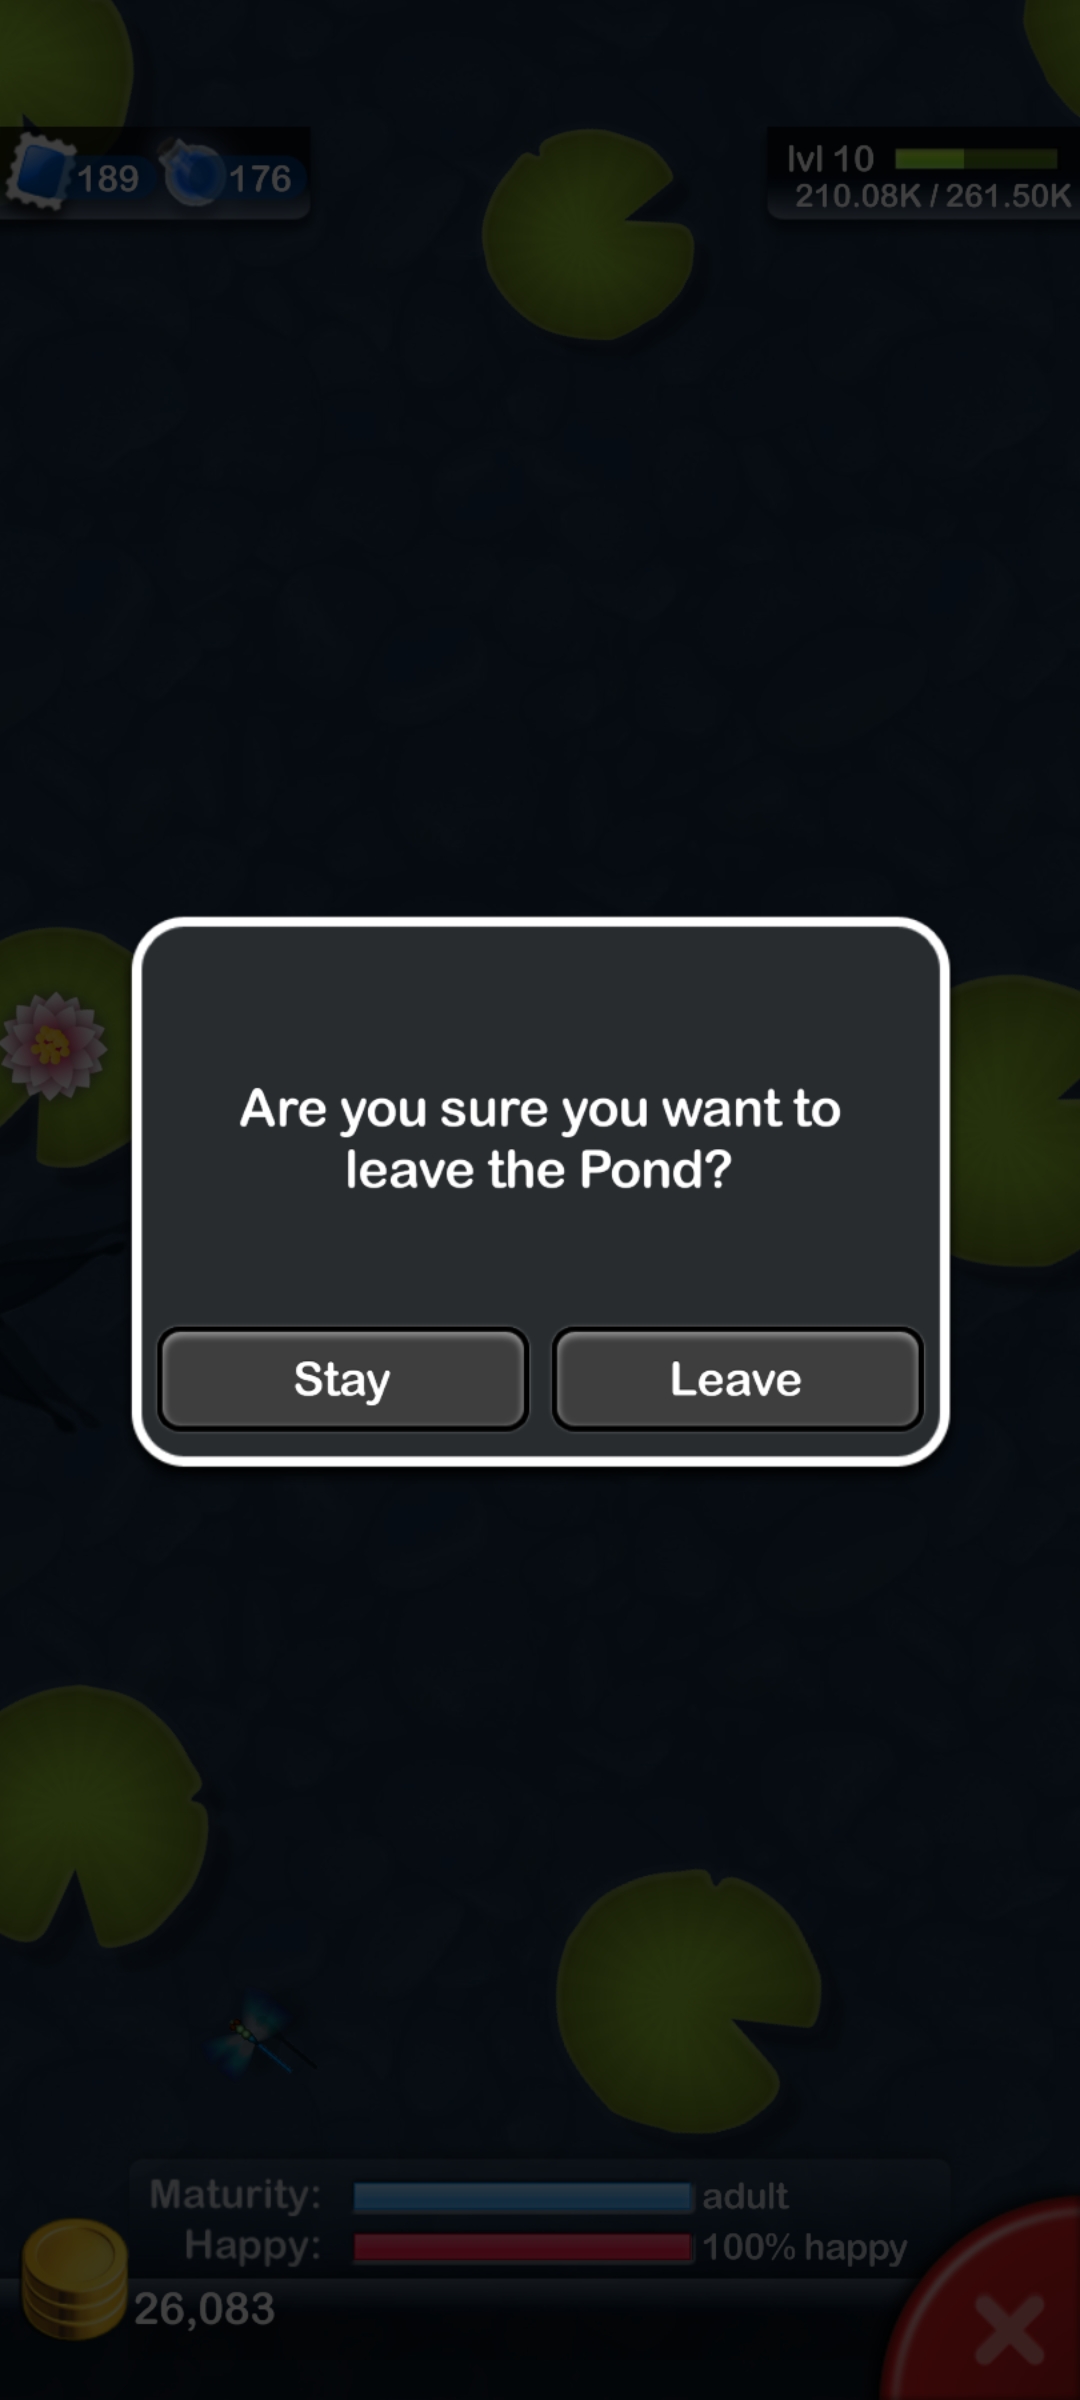 189 176
lvl 10
210.08K / 261.50K
Are you sure you want to
leave the Pond?
Stay Leave
Maturity: adult
Happy: 100% happy
26,083